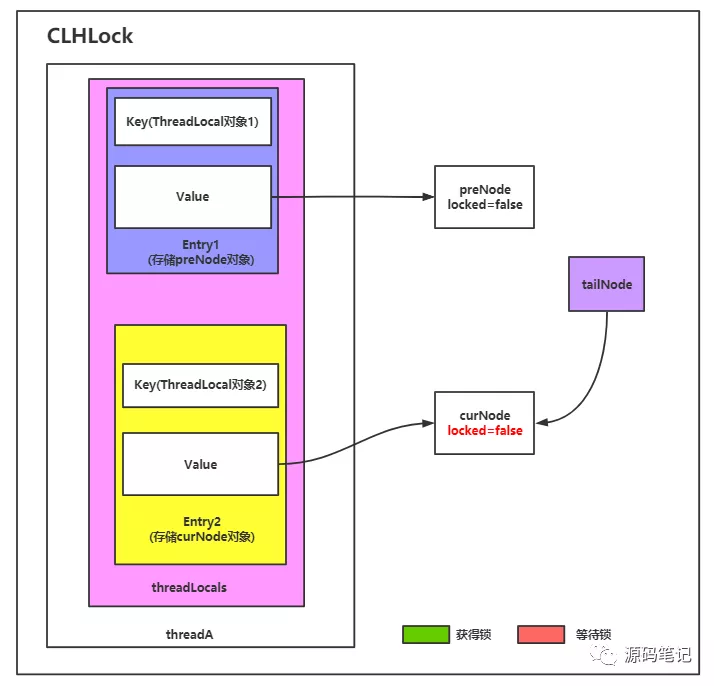 CLHLock
Key(ThreadLocal对象1)
Value
Entry1
(存储preNode对象)
preNode
locked=false
tailNode
Key(ThreadLocal对象2)
Value
Entry2
(存储curNode对象)
curNode
locked=false
threadLocals
threadA
获得锁
等待锁
源码笔记